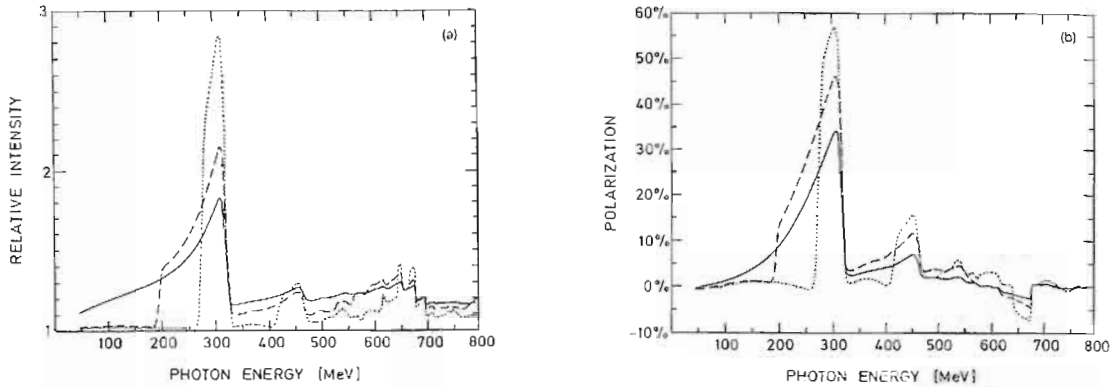 (a)
3
2
1
RELATIVE INTENSITY
100 200 300 400 500 600 700 800
PHOTON ENERGY [MeV]
(b)
60%
50%
40%
30%
20%
10%
0%
-10%
POLARIZATION
100 200 300 400 500 600 700 800
PHOTON ENERGY [MeV]